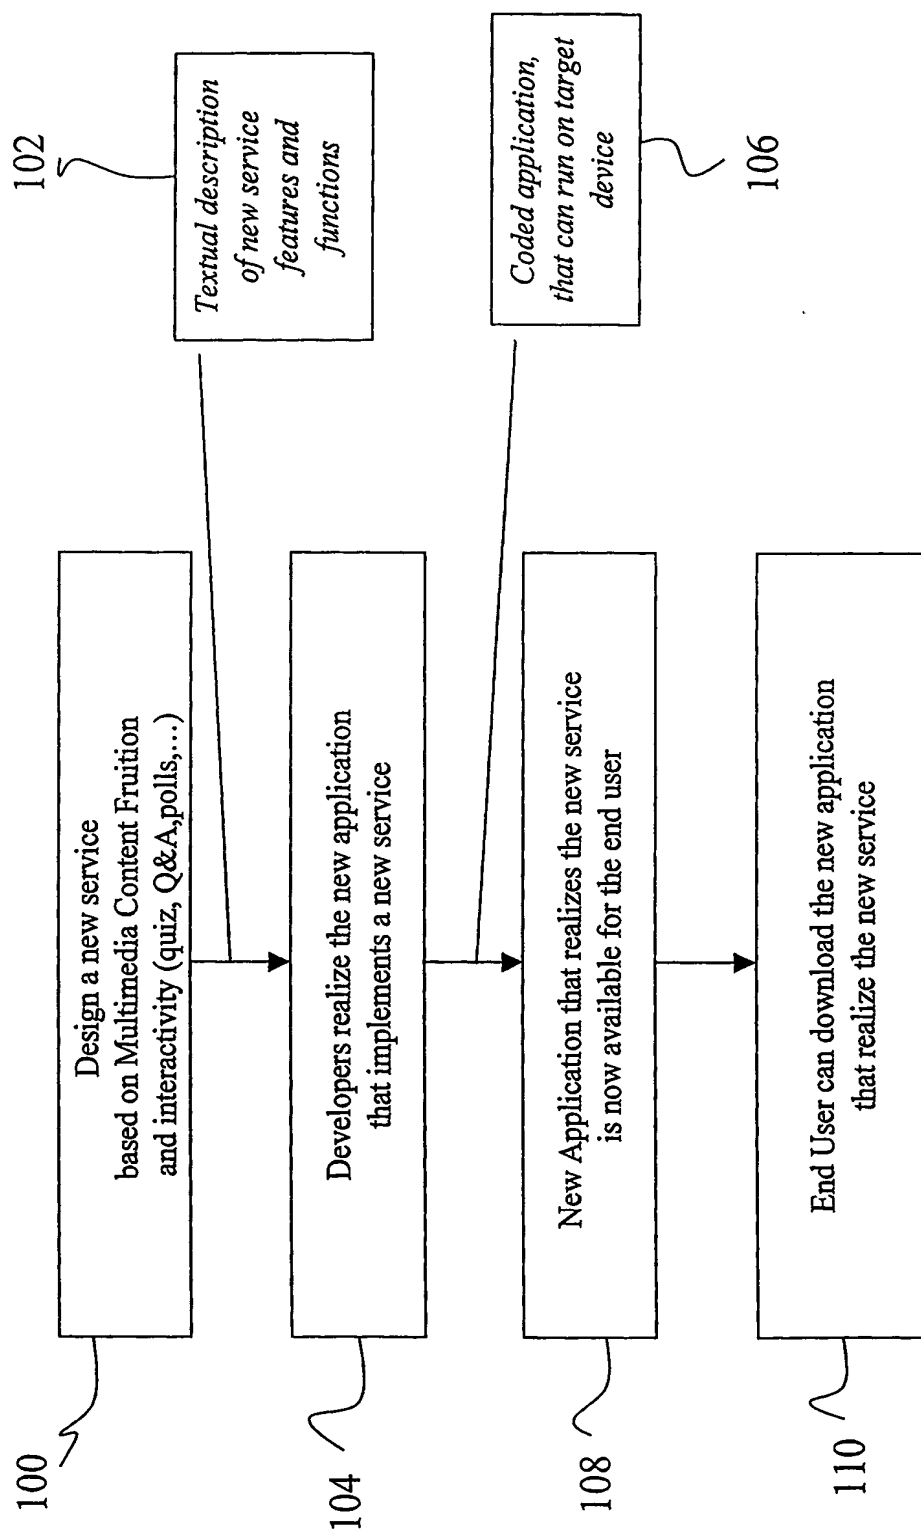 100
Design a new service
based on Multimedia Content Fruition
and interactivity (quiz, Q&A,polls,…)
102
Textual description
of new service
features and
functions
104
Developers realize the new application
that implements a new service
Coded application,
that can run on target
device
106
108
New Application that realizes the new service
is now available for the end user
110
End User can download the new application
that realize the new service